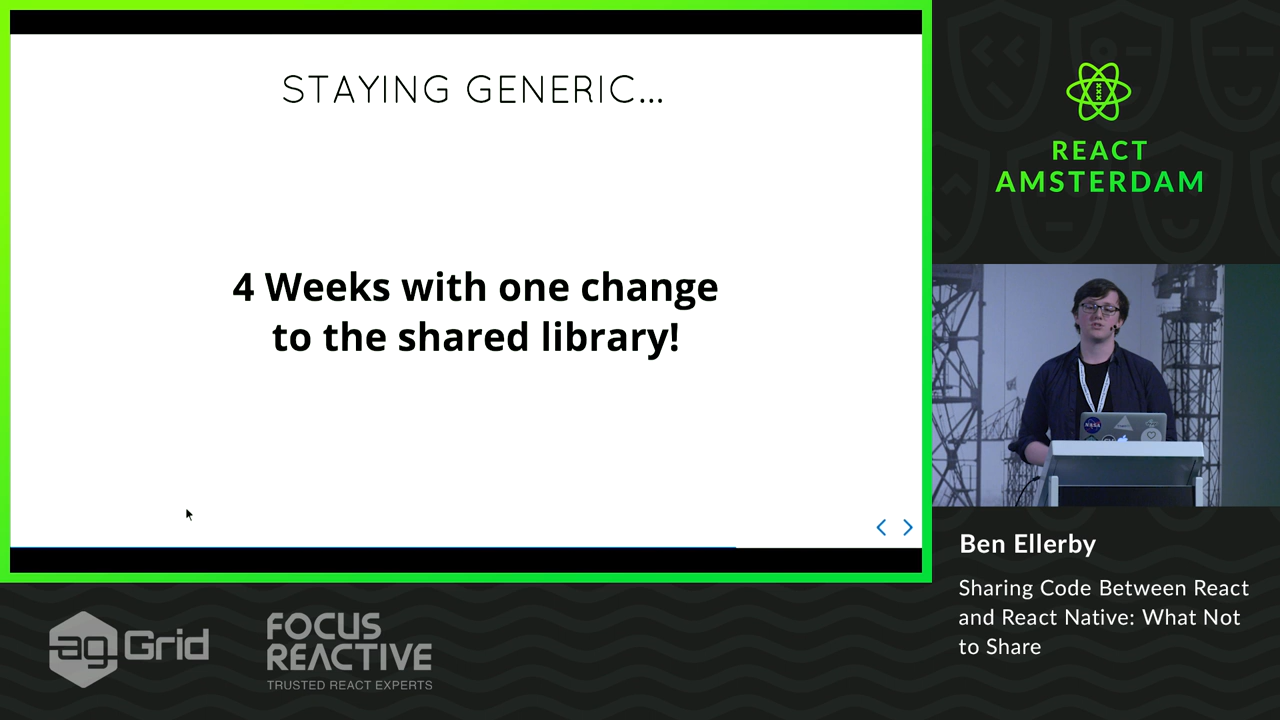 STAYING GENERIC...
4 Weeks with one change
to the shared library!
REACT
AMSTERDAM
NASA
Ben Ellerby
Sharing Code Between React
and React Native: What Not
to Share
ag Grid
FOCUS
REACTIVE
TRUSTED REACT EXPERTS